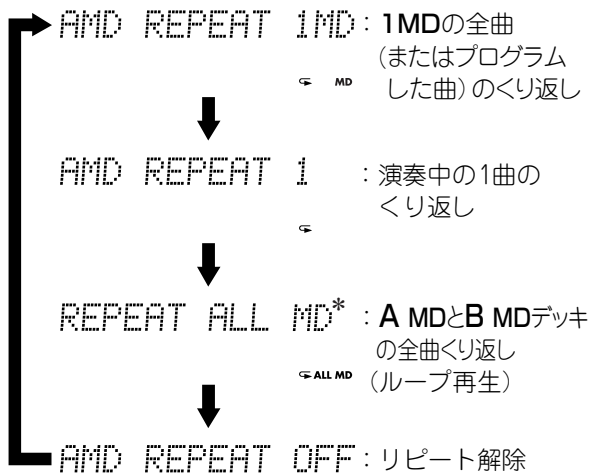 AMD REPEAT 1MD：1MDの全曲
（またはプログラム
MD した曲）のくり返し
AMD REPEAT 1 ：演奏中の1曲の
くり返し
REPEAT ALL MD*：A MDとB MDデッキ
の全曲くり返し
ALL MD （ループ再生）
AMD REPEAT OFF：リピート解除